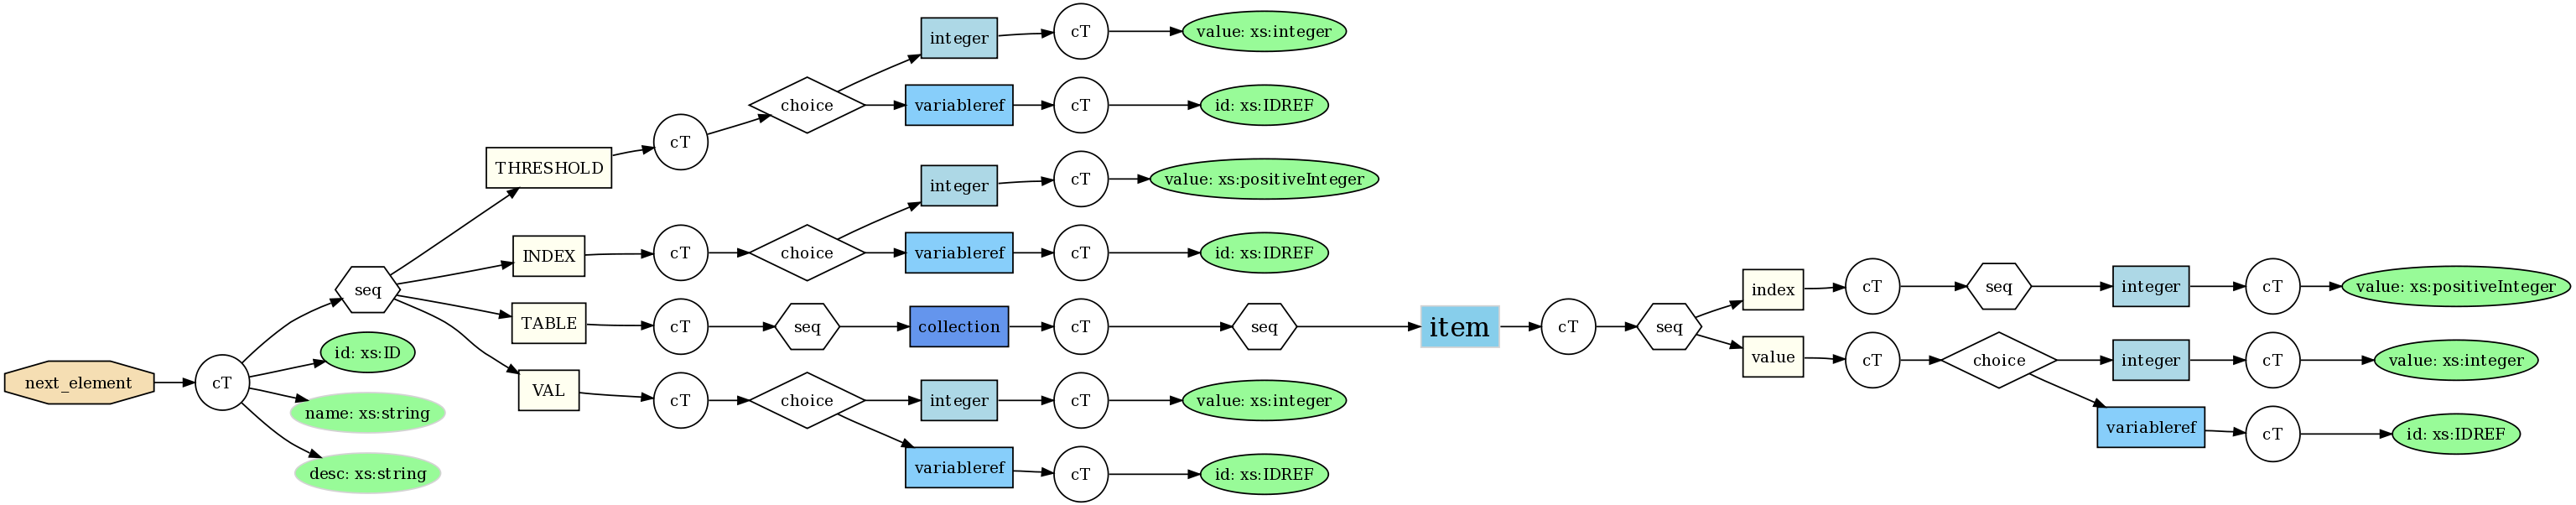 next_element
cT
seq
id: xs:ID
name: xs:string
desc: xs:string
THRESHOLD
cT
choice
integer
cT
value: xs:integer
variableref
cT
id: xs:IDREF
INDEX
cT
choice
integer
cT
value: xs:positiveInteger
variableref
cT
id: xs:IDREF
TABLE
cT
seq
collection
cT
seq
item
cT
seq
index
cT
seq
integer
cT
value: xs:positiveInteger
value
cT
choice
integer
cT
value: xs:integer
variableref
cT
id: xs:IDREF
VAL
cT
choice
integer
cT
value: xs:integer
variableref
cT
id: xs:IDREF